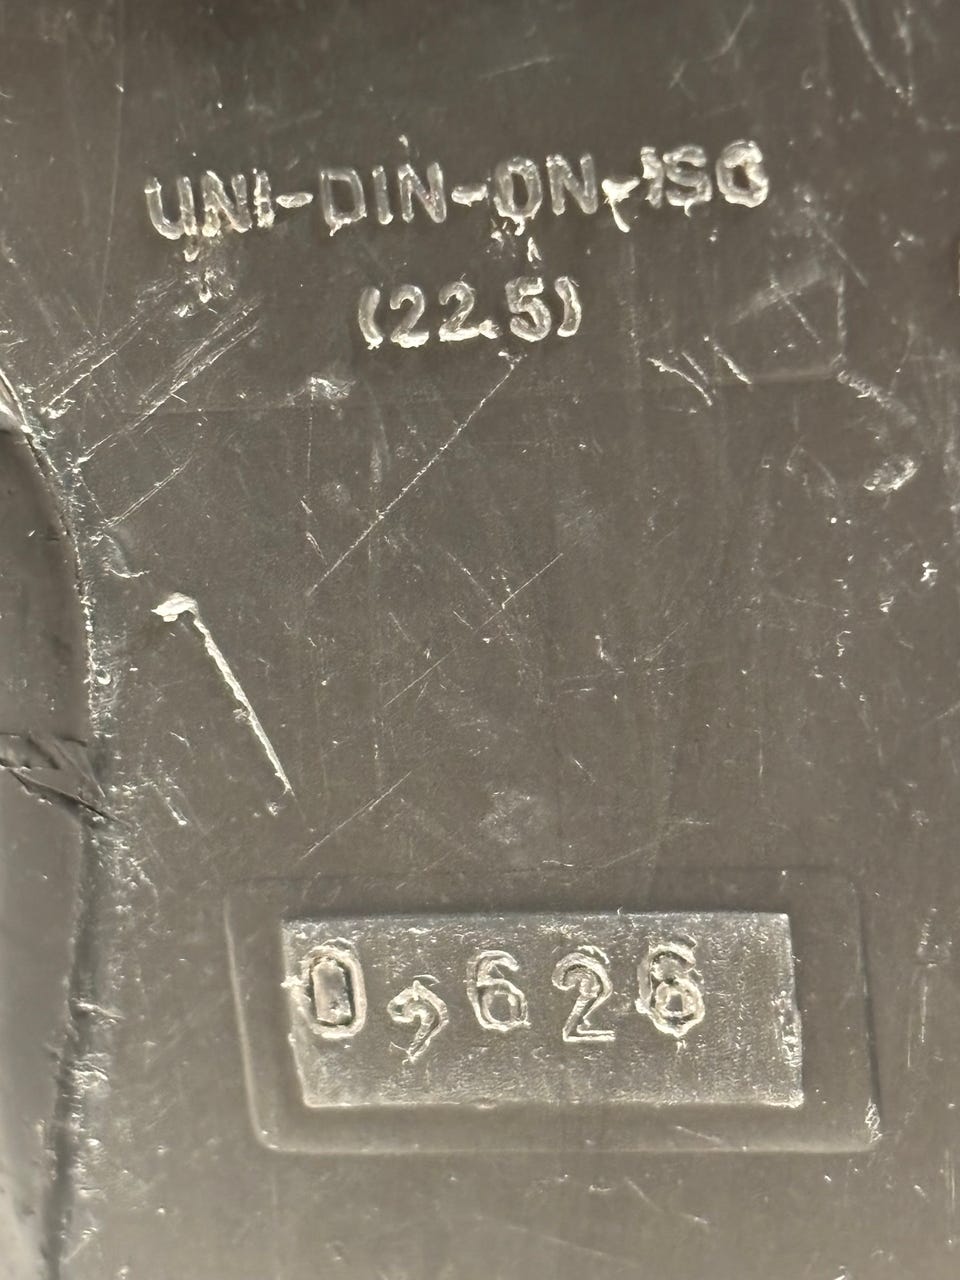 UNI-DIN-ON-ISO
(22.5)
0,626